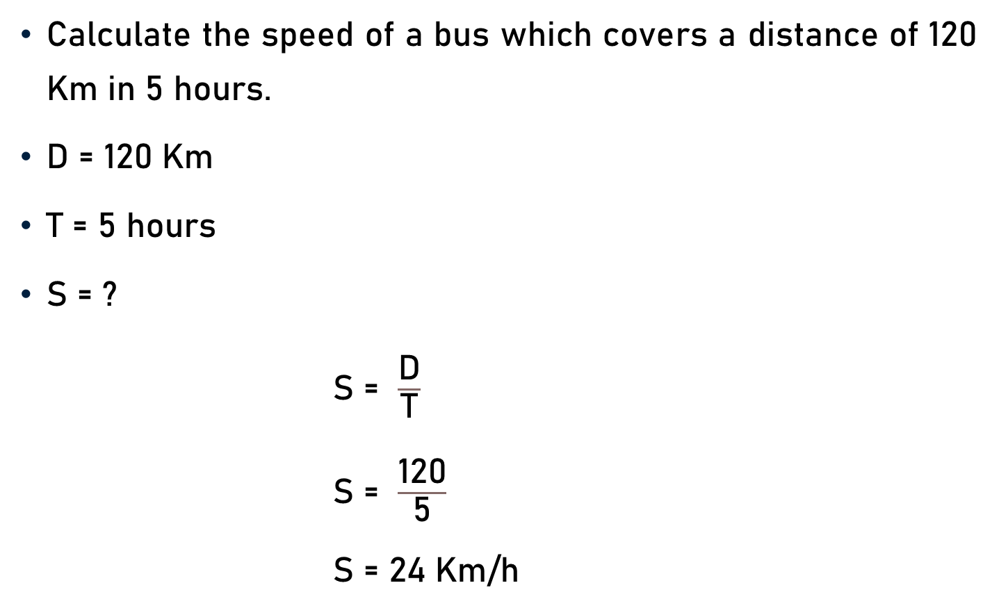 • Calculate the speed of a bus which covers a distance of 120
Km in 5 hours.
• D = 120 Km
• T = 5 hours
• S = ?
S = D/T
S = 120/5
S = 24 Km/h